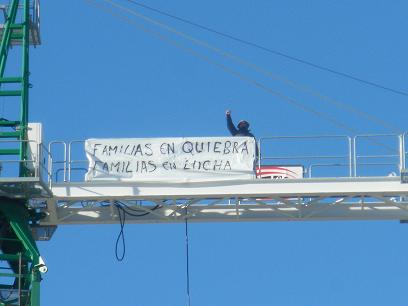 FAMILIAS EN QUIEBRA
FAMILIAS EN LUCHA